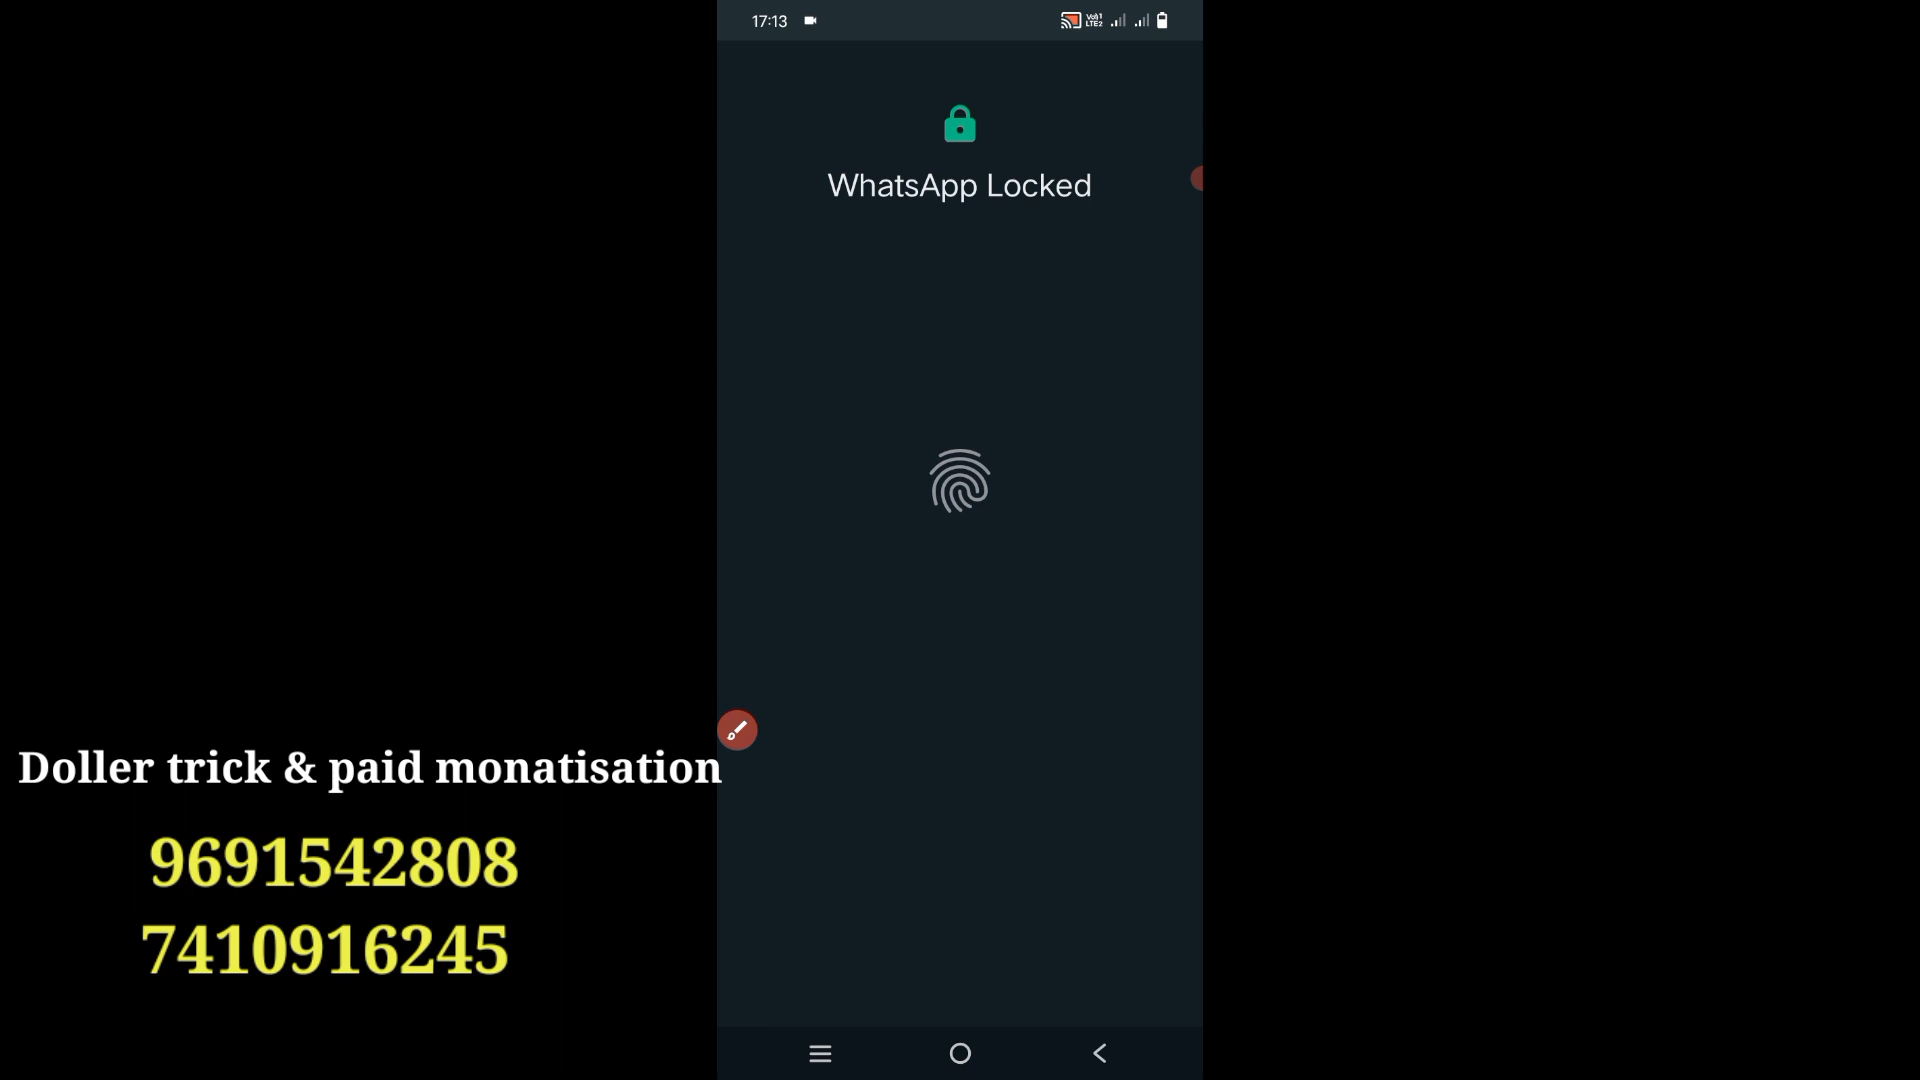 17:13
WhatsApp Locked
Doller trick & paid monatisation
9691542808
7410916245